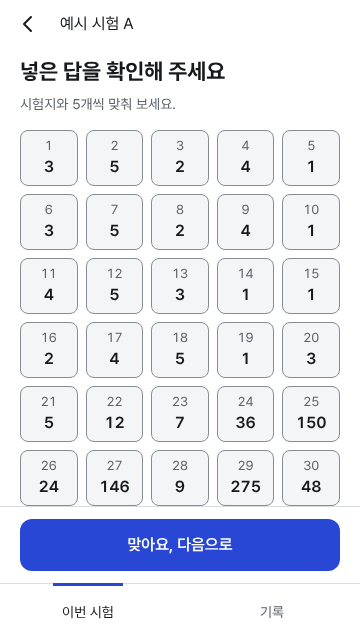 예시 시험 A
넣은 답을 확인해 주세요
시험지와 5개씩 맞춰 보세요.
1 2 3 4 5
3 5 2 4 1
6 7 8 9 10
3 5 2 4 1
11 12 13 14 15
4 5 3 1 1
16 17 18 19 20
2 4 5 1 3
21 22 23 24 25
5 12 7 36 150
26 27 28 29 30
24 146 9 275 48
맞아요, 다음으로
이번 시험 기록